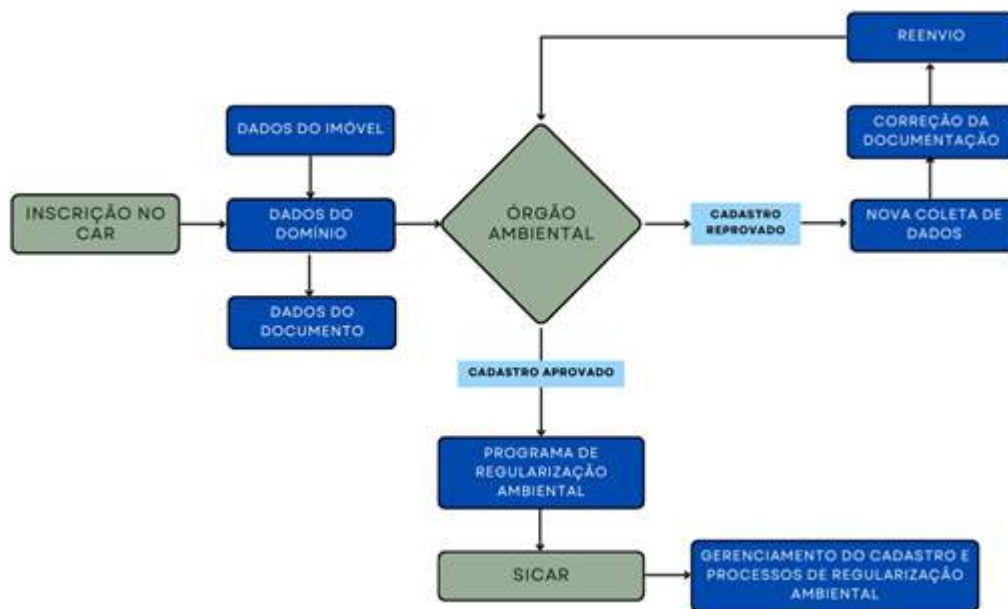 REENVIO
DADOS DO IMÓVEL
CORREÇÃO DA
DOCUMENTAÇÃO
INSCRIÇÃO NO
CAR
DADOS DO
DOMÍNIO
ÓRGÃO
AMBIENTAL
CADASTRO
REPROVADO
NOVA COLETA DE
DADOS
DADOS DO
DOCUMENTO
CADASTRO APROVADO
PROGRAMA DE
REGULARIZAÇÃO
AMBIENTAL
SICAR
GERENCIAMENTO DO CADASTRO E
PROCESSOS DE REGULARIZAÇÃO
AMBIENTAL